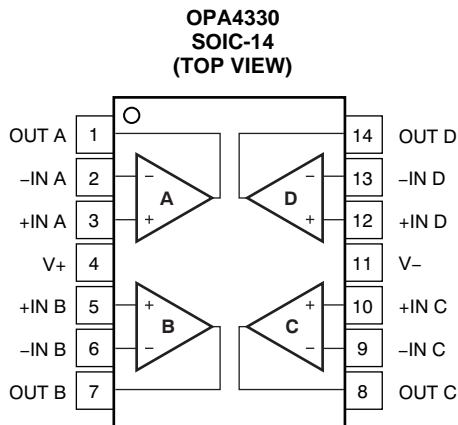 OPA4330
SOIC-14
(TOP VIEW)
OUT A 1 14 OUT D
−IN A 2 − − 13 −IN D
A D
+IN A 3 + + 12 +IN D
V+ 4 11 V−
+IN B 5 + + 10 +IN C
B C
−IN B 6 − − 9 −IN C
OUT B 7 8 OUT C